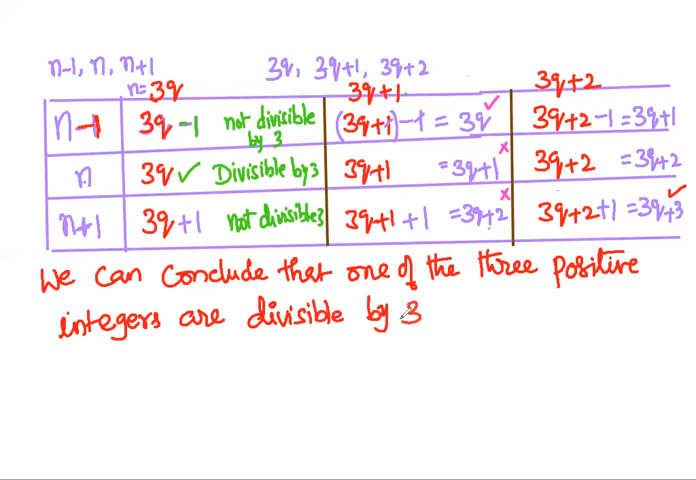 n-1, n, n+1 3q, 3q+1, 3q+2
n= 3q 3q+1 3q+2
n-1 3q-1 not divisible by 3 (3q+1)-1 = 3q ✓ 3q+2-1 = 3q+1
n 3q ✓ Divisible by 3 3q+1 = 3q+1 × 3q+2 = 3q+2
n+1 3q+1 not divisible 3 3q+1+1 = 3q+2 × 3q+2+1 = 3q+3 ✓
We can conclude that one of the three positive
integers are divisible by 3